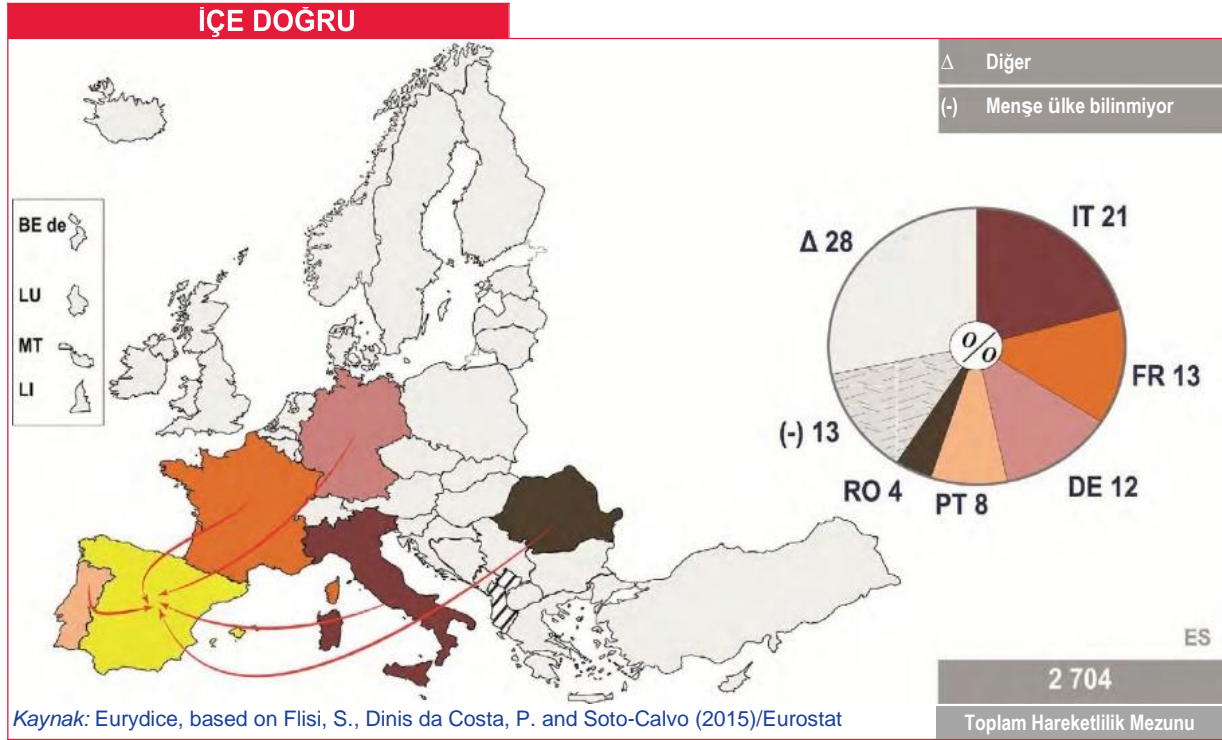 İÇE DOĞRU
Δ Diğer
(-) Menşe ülke bilinmiyor
BE de
LU
MT
LI
%
IT 21
FR 13
DE 12
PT 8
RO 4
(-) 13
Δ 28
ES
2 704
Toplam Hareketlilik Mezunu
Kaynak: Eurydice, based on Flisi, S., Dinis da Costa, P. and Soto-Calvo (2015)/Eurostat